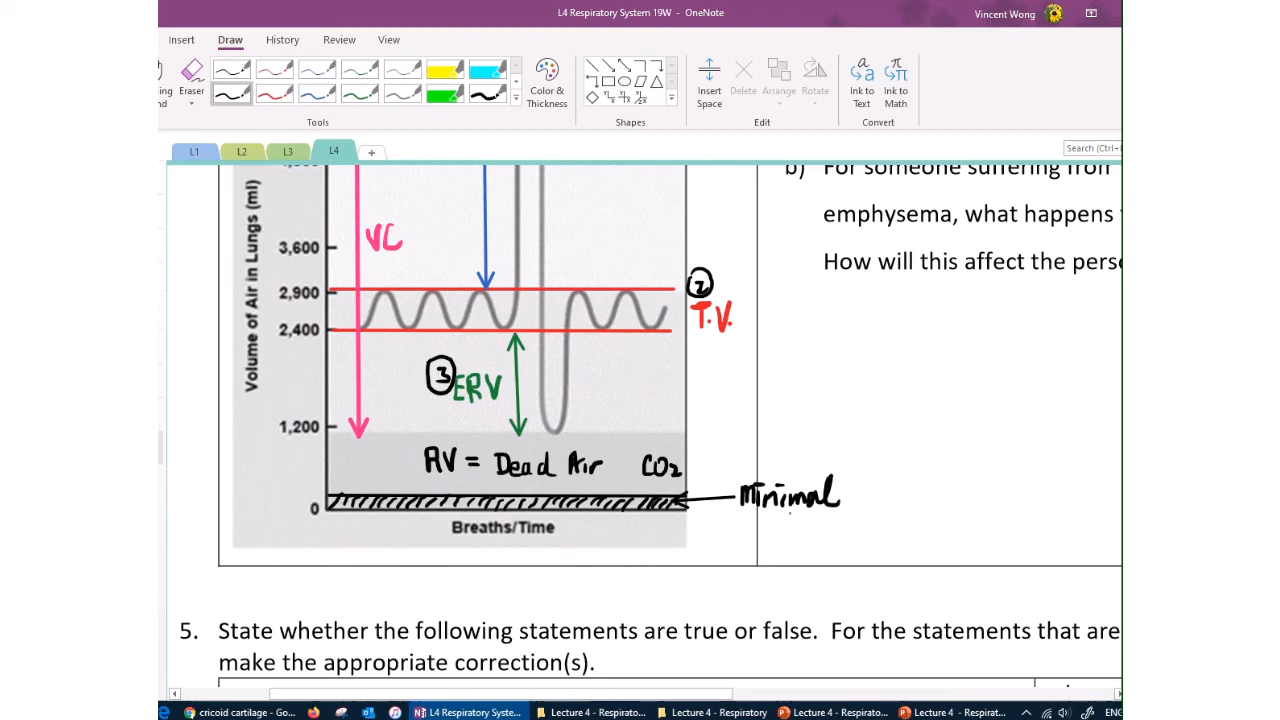 L4 Respiratory System 19W - OneNote
Vincent Wong
Insert Draw History Review View
Eraser
Color & Thickness
Insert Space
Delete
Arrange
Rotate
Ink to Text
Ink to Math
Tools
Shapes
Edit
Convert
L1 L2 L3 L4
Search (Ctrl+
b) For someone suffering from
emphysema, what happens
How will this affect the pers
Volume of Air in Lungs (ml)
3,600
2,900
2,400
1,200
0
VC
2
T.V.
3 ERV
RV = Dead Air CO2
Minimal
Breaths/Time
5. State whether the following statements are true or false. For the statements that are
make the appropriate correction(s).
cricoid cartilage - Go...
L4 Respiratory Syste...
Lecture 4 - Respirato...
Lecture 4 - Respiratory
Lecture 4 - Respirato...
Lecture 4 - Respirat...